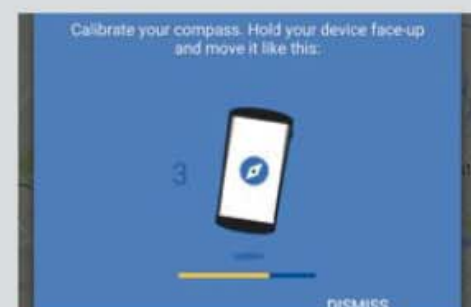 Calibrate your compass. Hold your device face-up
and move it like this:
3
DISMISS